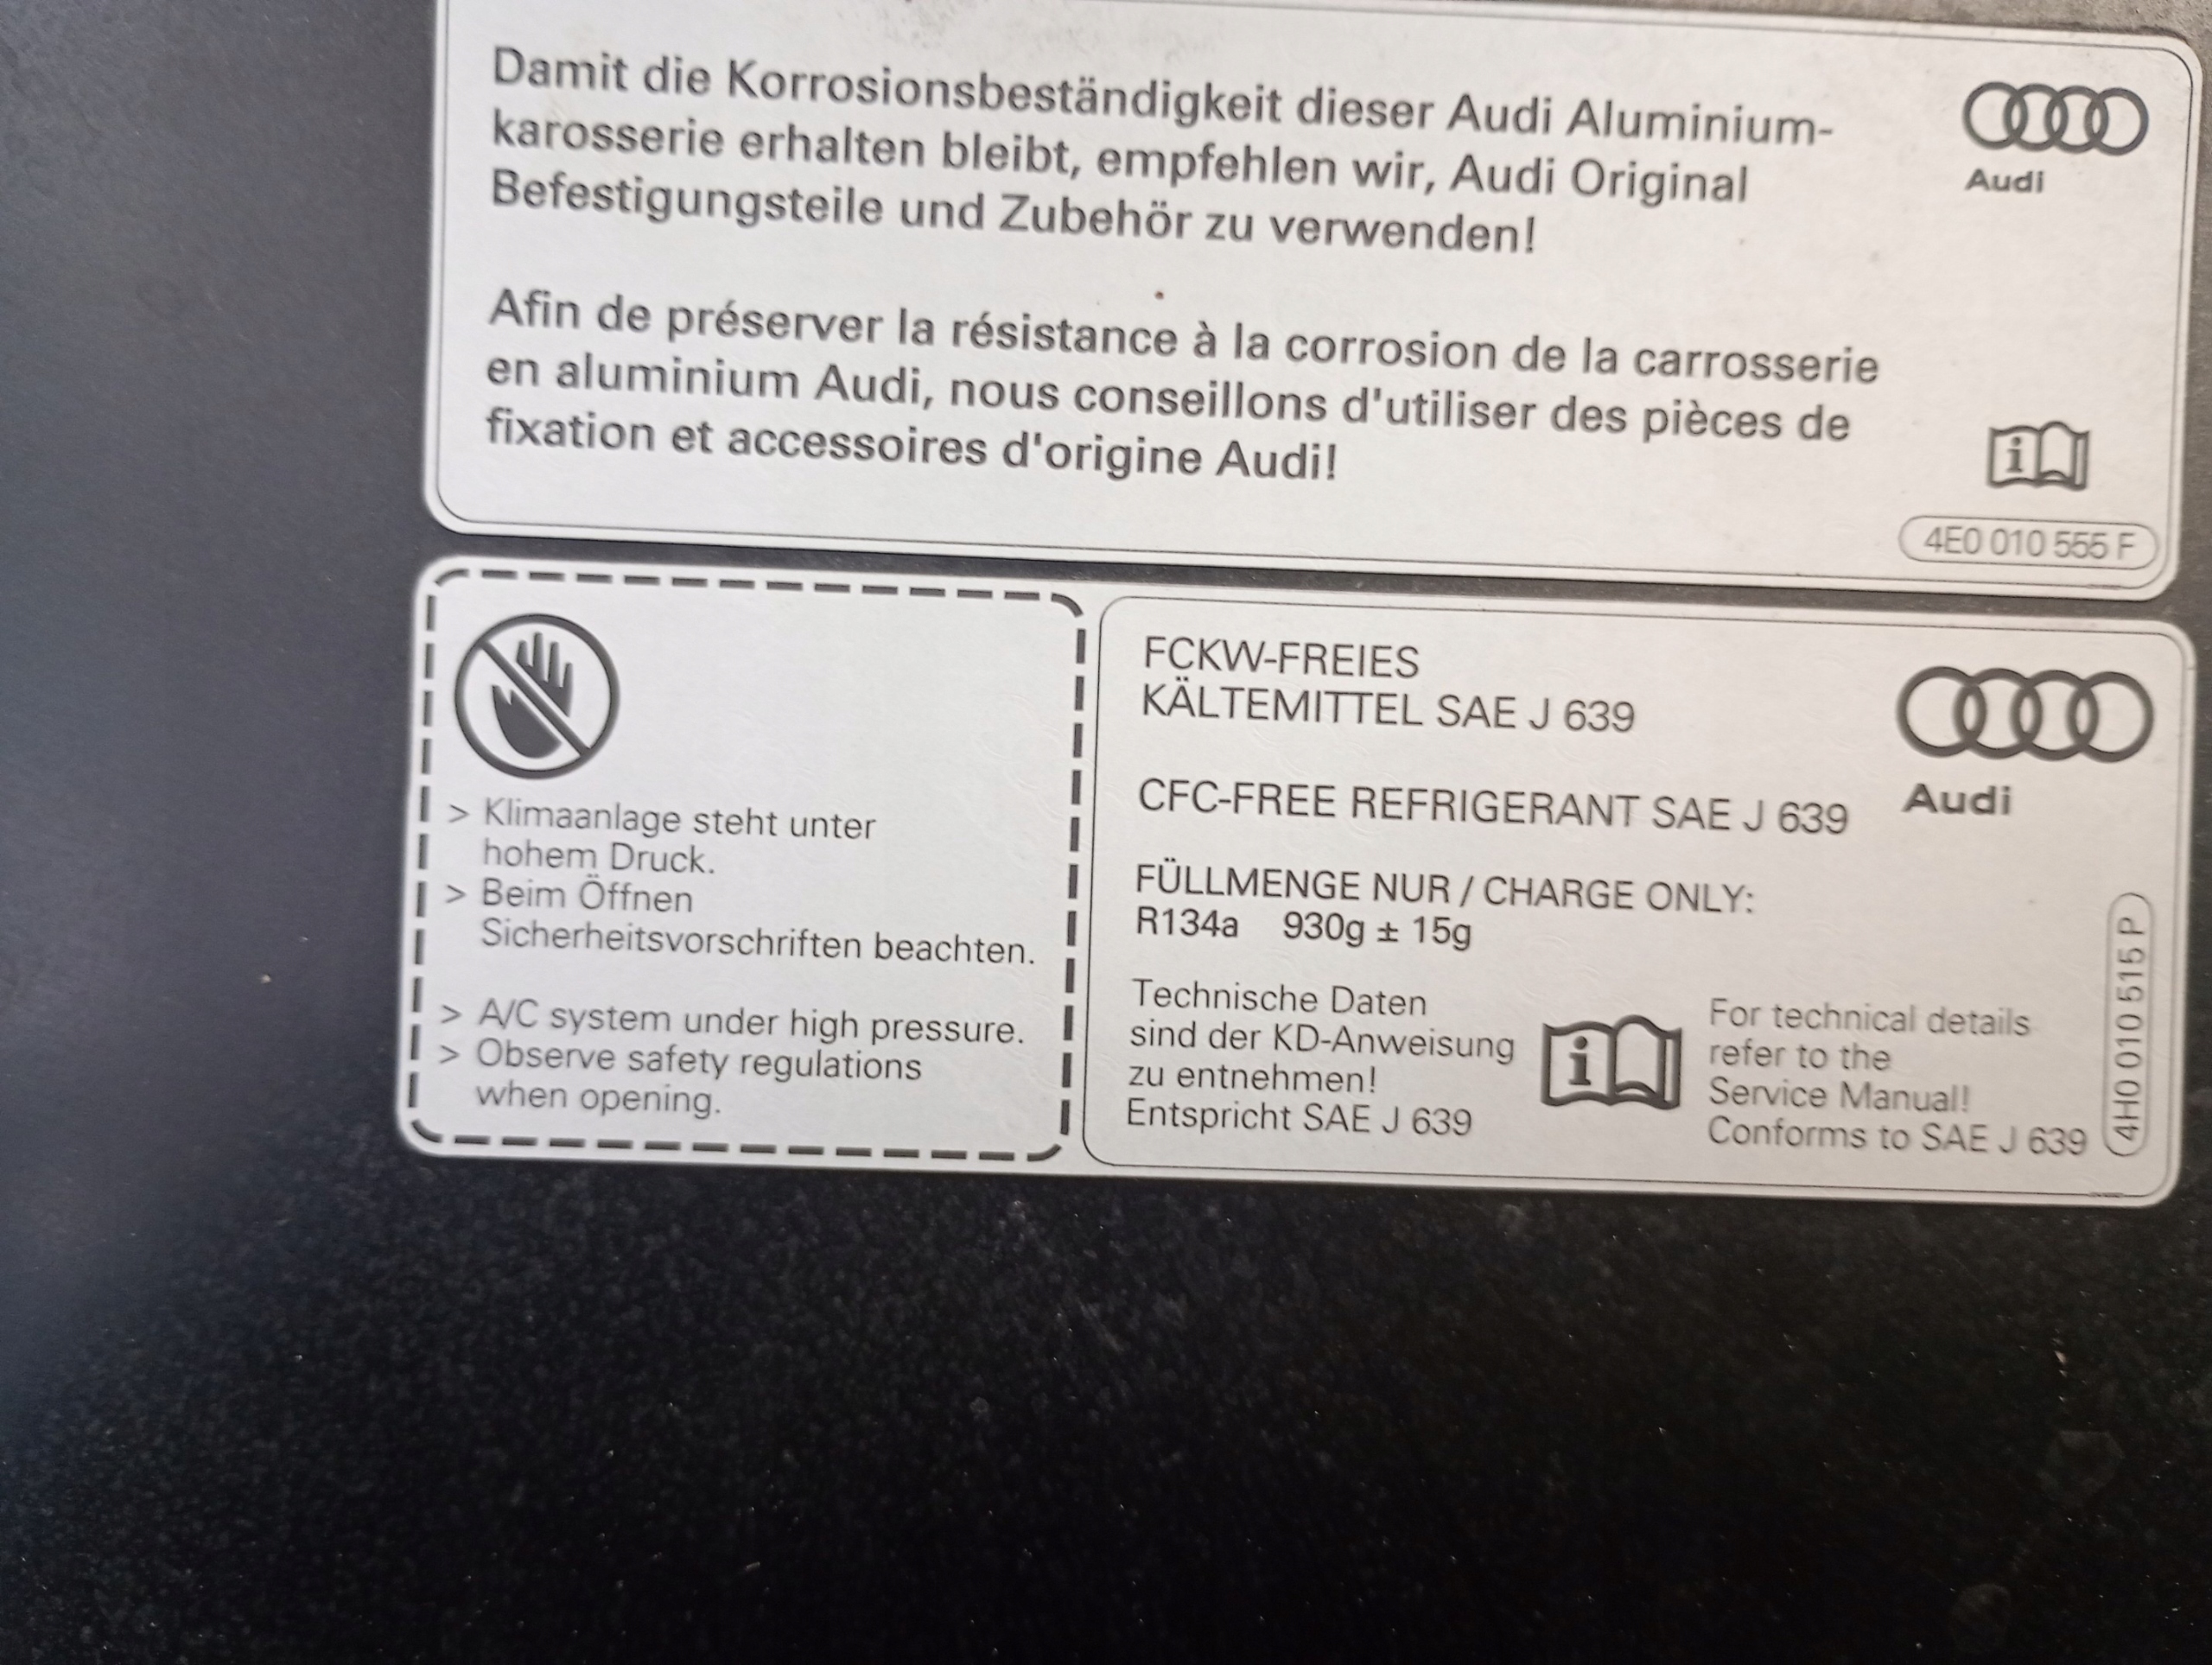 Damit die Korrosionsbeständigkeit dieser Audi Aluminium-
karosserie erhalten bleibt, empfehlen wir, Audi Original
Befestigungsteile und Zubehör zu verwenden!
Audi
Afin de préserver la résistance à la corrosion de la carrosserie
en aluminium Audi, nous conseillons d'utiliser des pièces de
fixation et accessoires d'origine Audi!
i
4E0 010 555 F
> Klimaanlage steht unter
hohem Druck.
> Beim Öffnen
Sicherheitsvorschriften beachten.
> A/C system under high pressure.
> Observe safety regulations
when opening.
FCKW-FREIES
KÄLTEMITTEL SAE J 639
CFC-FREE REFRIGERANT SAE J 639
Audi
FÜLLMENGE NUR / CHARGE ONLY:
R134a 930g ± 15g
Technische Daten
sind der KD-Anweisung
zu entnehmen!
Entspricht SAE J 639
i
For technical details
refer to the
Service Manual!
Conforms to SAE J 639
4H0 010 515 P